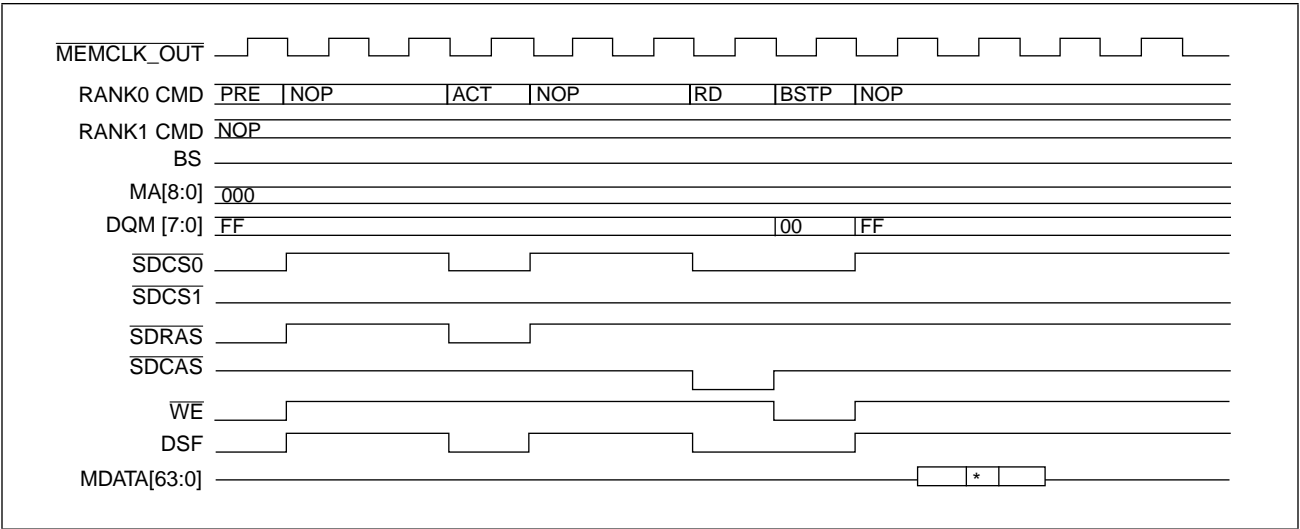 MEMCLK_OUT
RANK0 CMD PRE NOP ACT NOP RD BSTP NOP
RANK1 CMD NOP
BS
MA[8:0] 000
DQM [7:0] FF 00 FF
SDCS0
SDCS1
SDRAS
SDCAS
WE
DSF
MDATA[63:0] *